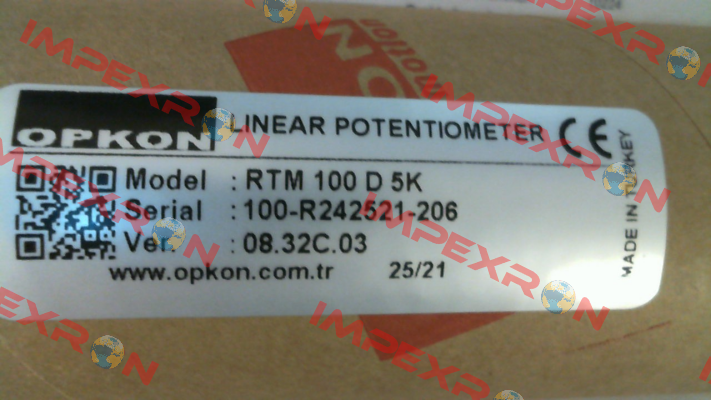 OPKON
LINEAR POTENTIOMETER CE
Model : RTM 100 D 5K
Serial : 100-R242521-206
Ver. : 08.32C.03
www.opkon.com.tr 25/21
MADE IN TURKEY
IMPEXRON
IMPEXRON
IMPEXRON
IMPEXRON
IMPEXRON
IMPEXRON